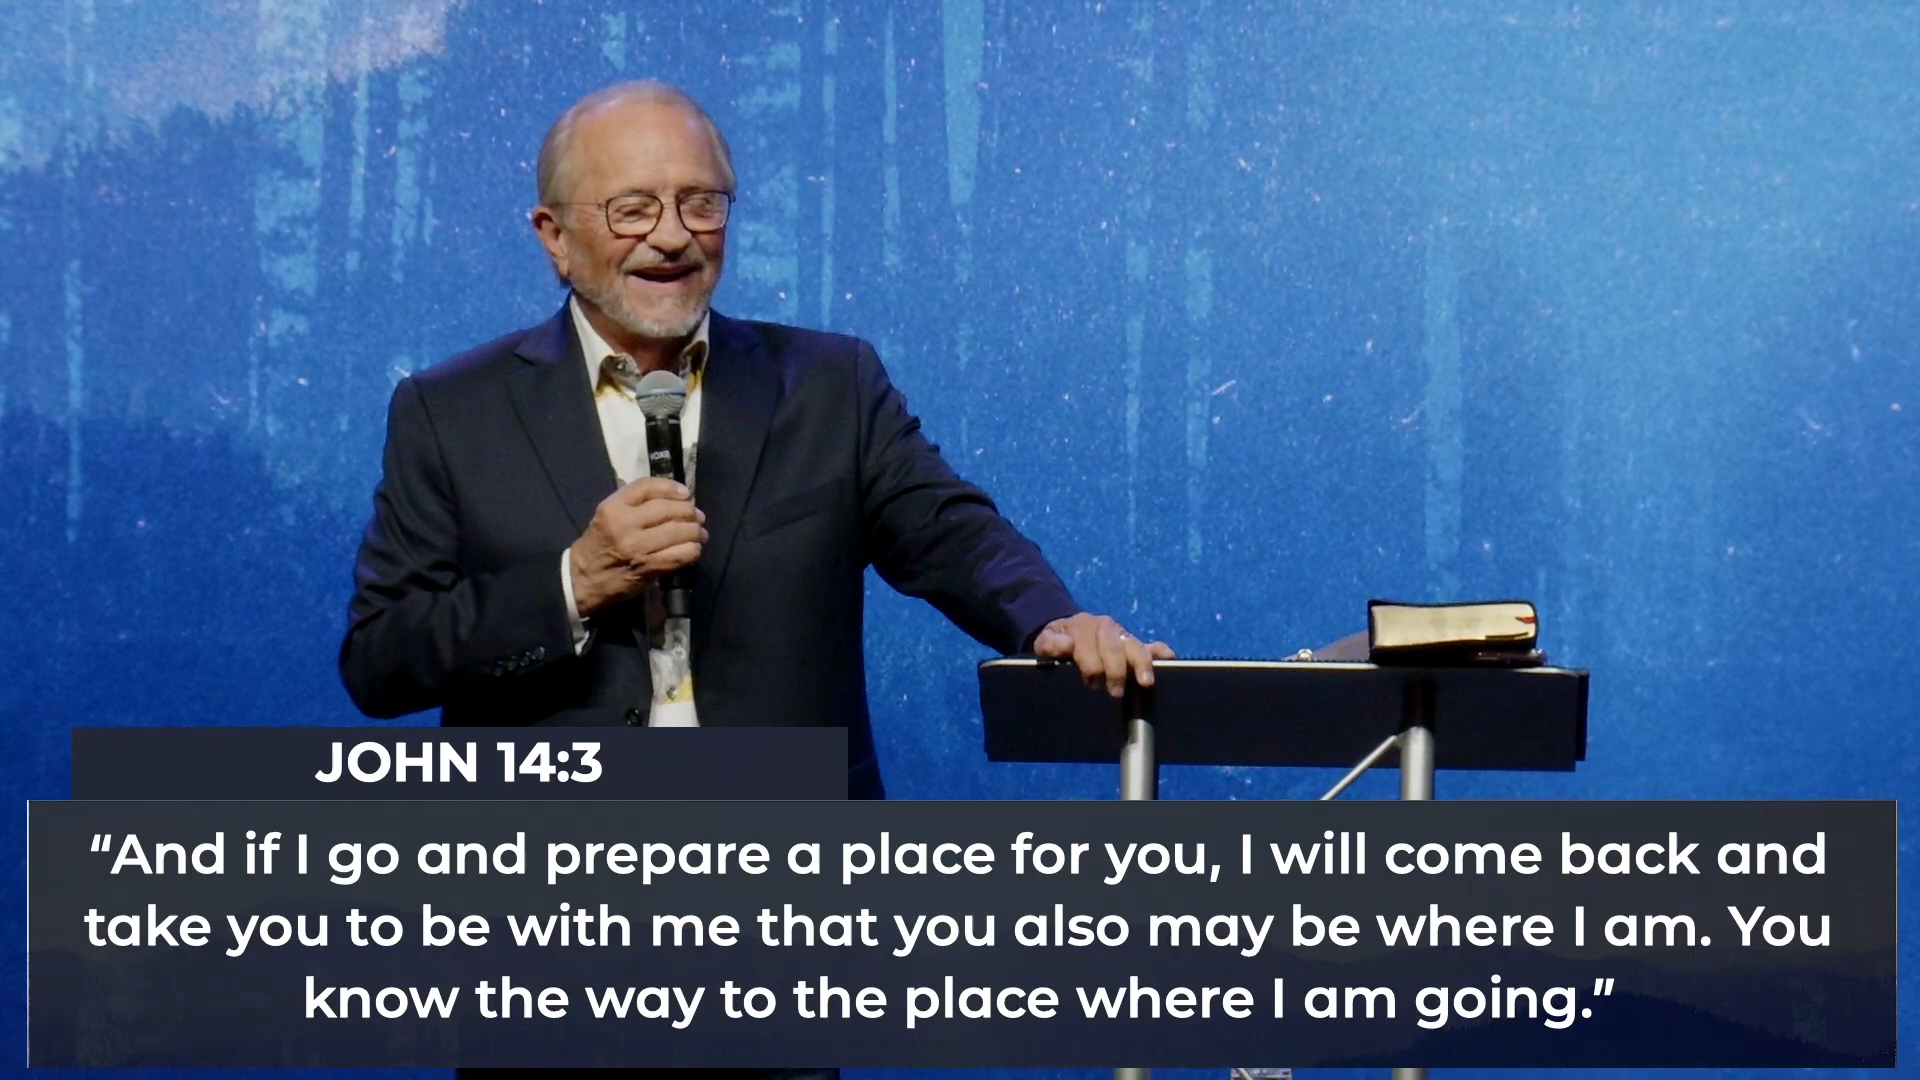 JOHN 14:3
“And if I go and prepare a place for you, I will come back and
take you to be with me that you also may be where I am. You
know the way to the place where I am going.”